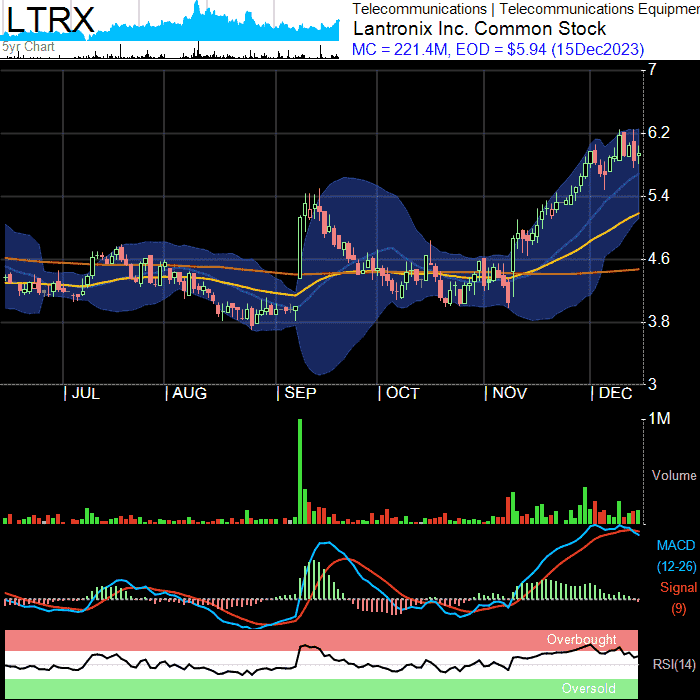 LTRX
5yr Chart
Telecommunications | Telecommunications Equipmen
Lantronix Inc. Common Stock
MC = 221.4M, EOD = $5.94 (15Dec2023)
7
6.2
5.4
4.6
3.8
3
| JUL | AUG | SEP | OCT | NOV | DEC
1M
Volume
MACD
(12-26)
Signal
(9)
Overbought
RSI(14)
Oversold